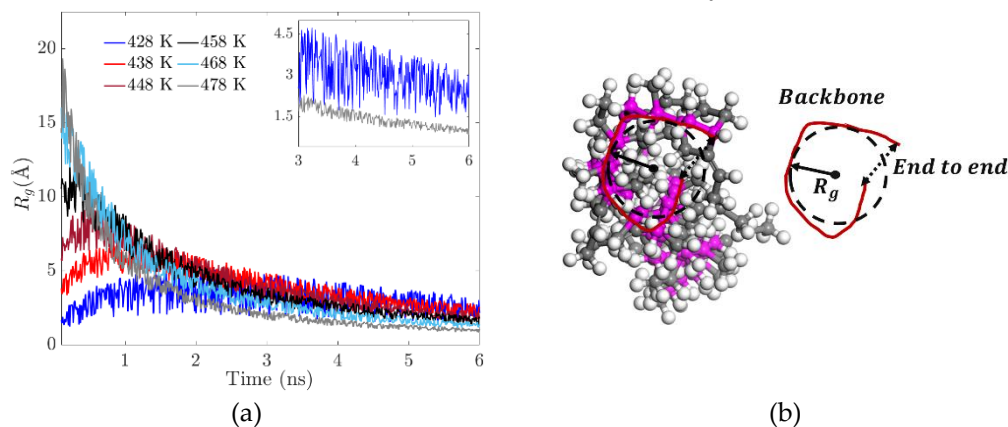 20
15
10
5
0
R_g(Å)
428 K 458 K
438 K 468 K
448 K 478 K
4.5
3
1.5
3 4 5 6
1 2 3 4 5 6
Time (ns)
(a)
Backbone
End to end
R_g
(b)